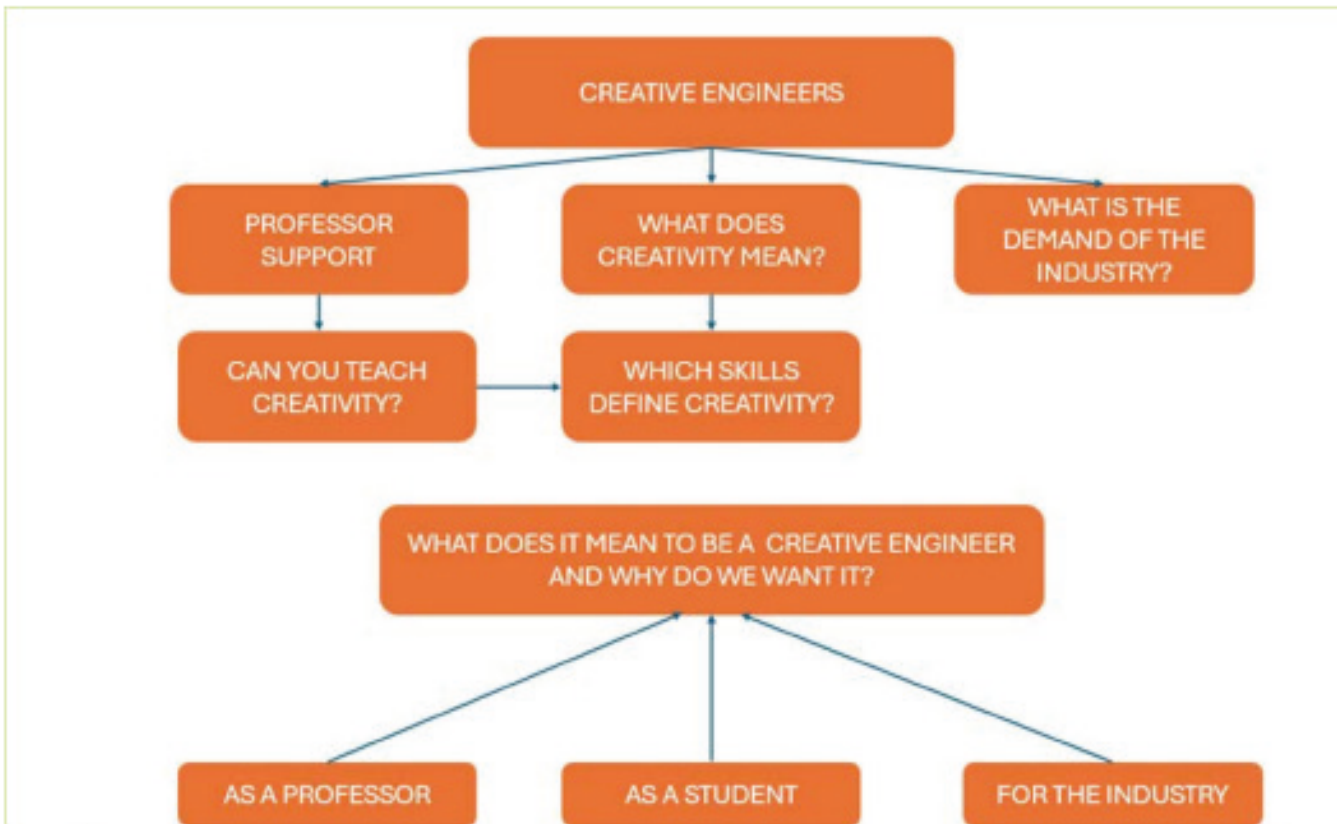 CREATIVE ENGINEERS
PROFESSOR
SUPPORT
WHAT DOES
CREATIVITY MEAN?
WHAT IS THE
DEMAND OF THE
INDUSTRY?
CAN YOU TEACH
CREATIVITY?
WHICH SKILLS
DEFINE CREATIVITY?
WHAT DOES IT MEAN TO BE A CREATIVE ENGINEER
AND WHY DO WE WANT IT?
AS A PROFESSOR
AS A STUDENT
FOR THE INDUSTRY